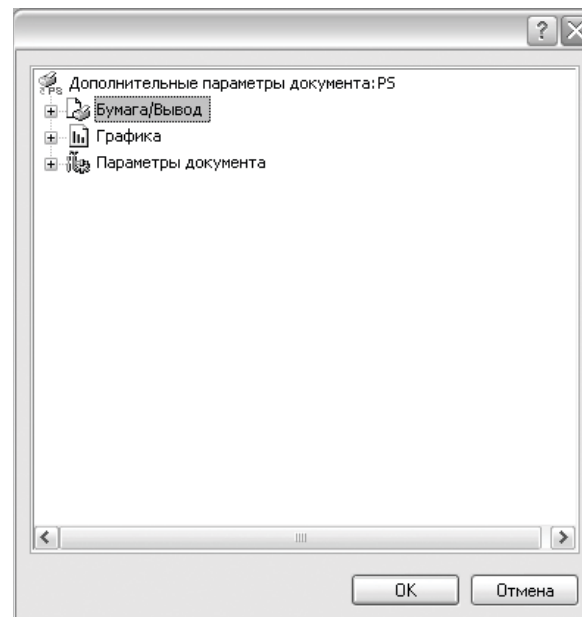 Дополнительные параметры документа:PS
Бумага/Вывод
Графика
Параметры документа
OK
Отмена